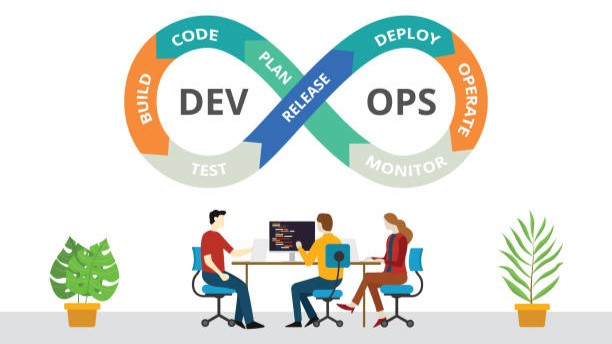 CODE
PLAN
RELEASE
DEPLOY
BUILD
DEV
OPS
OPERATE
TEST
MONITOR